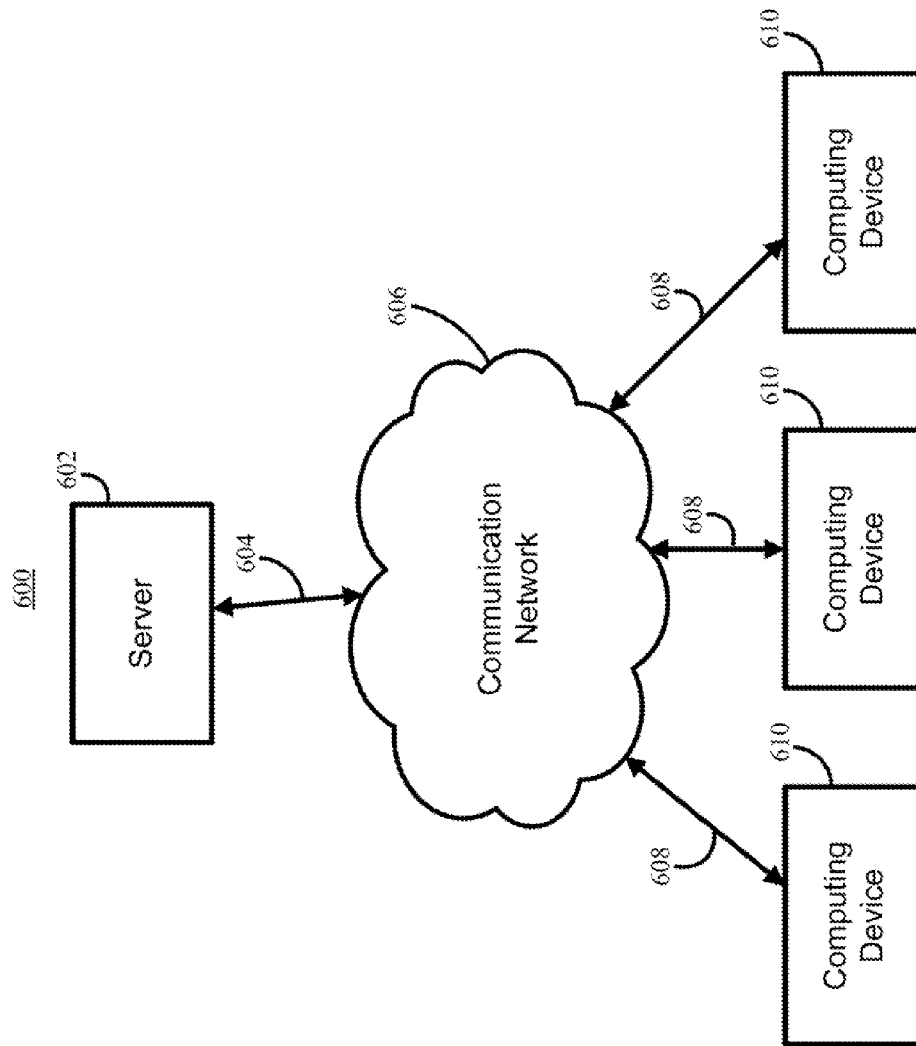 600
602
Server
604
606
Communication
Network
608
608
608
610
610
610
Computing
Device
Computing
Device
Computing
Device